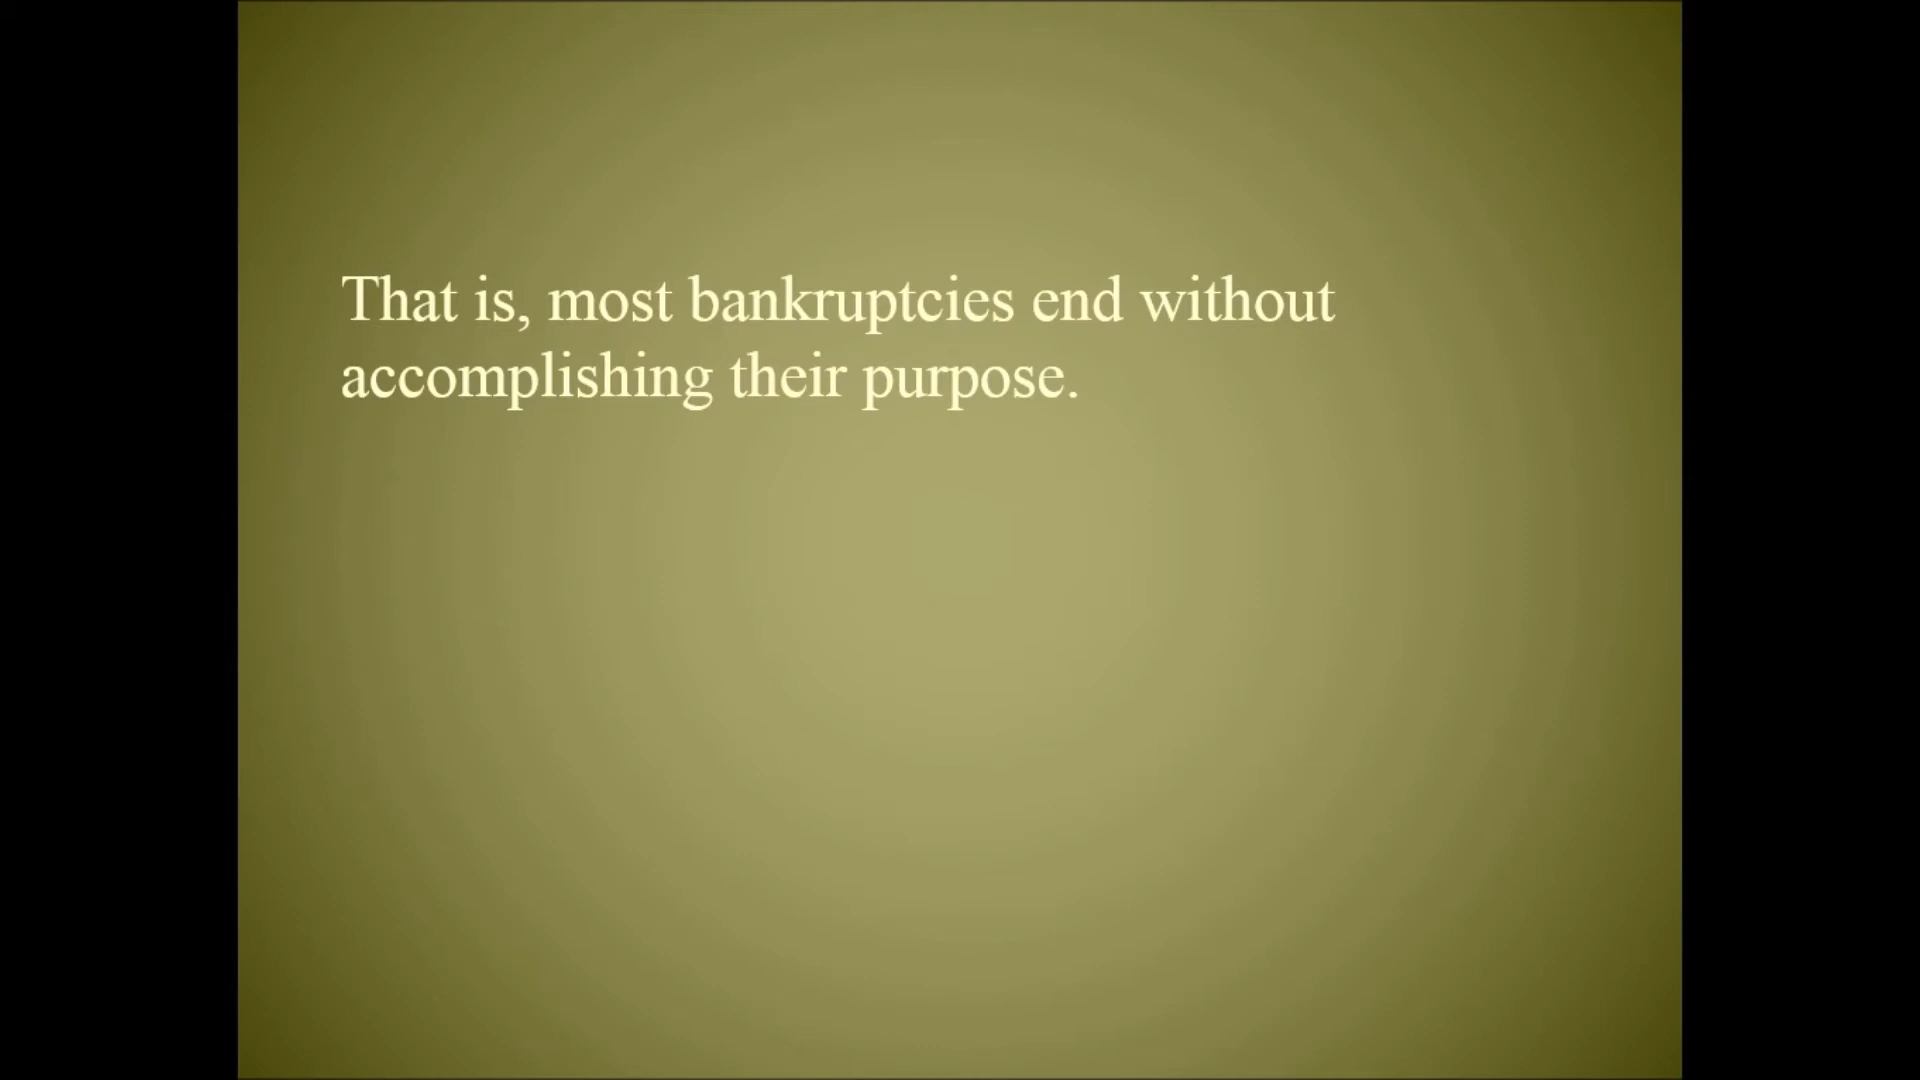 That is, most bankruptcies end without
accomplishing their purpose.